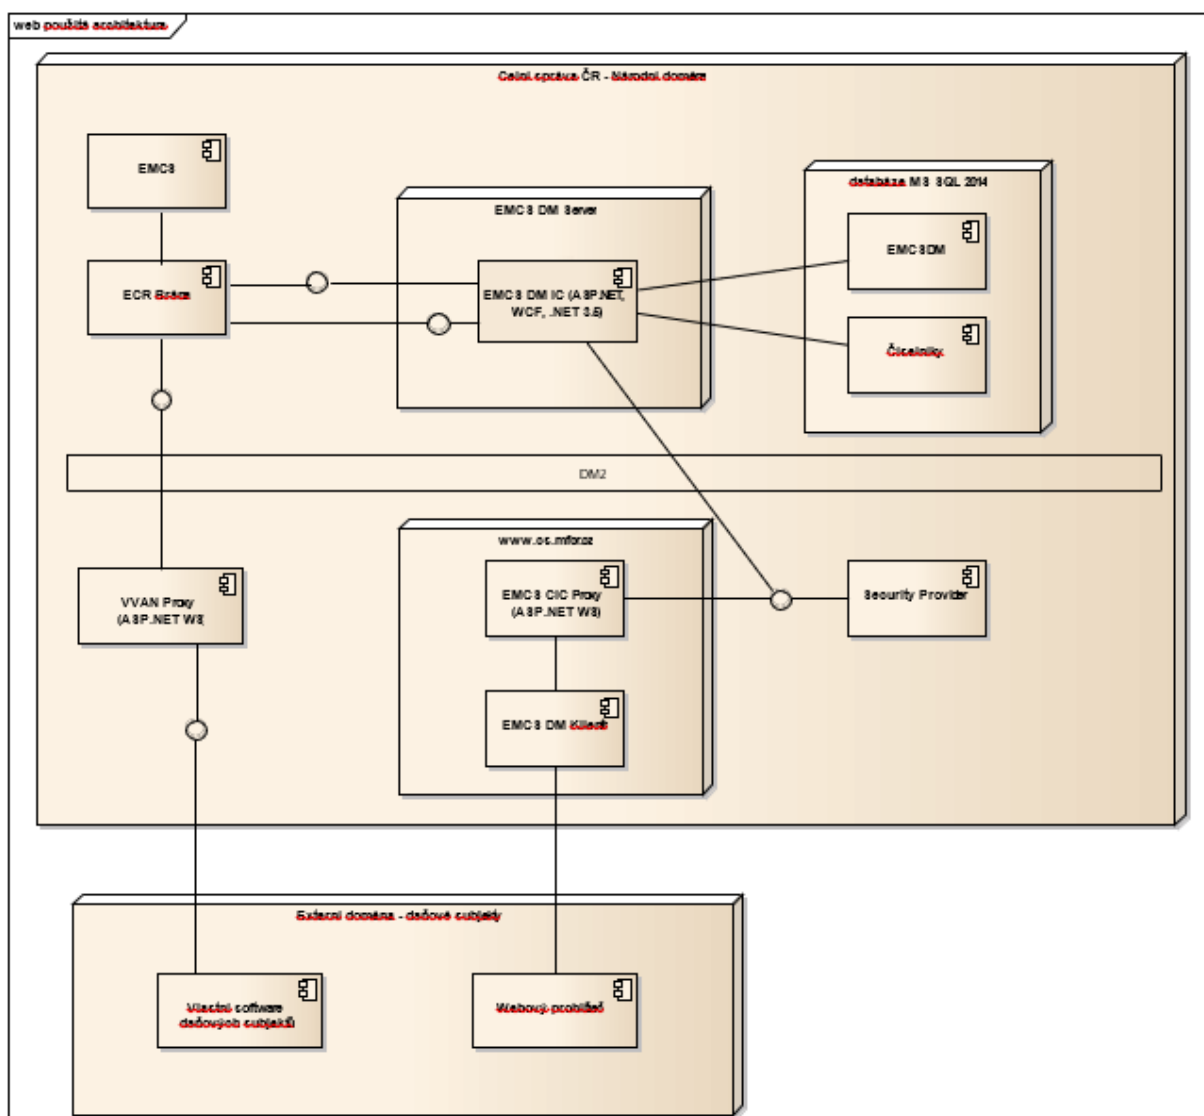 web použitá architektura
Celní správa ČR - Národní doména
EMCS
databáze MS SQL 2014
EMCS DM Server
EMCSDM
ECR Brána
EMCS DM IC (ASP.NET,
WCF, .NET 3.5)
Číselníky
DMZ
www.cs.mfcr.cz
VVAN Proxy
(ASP.NET WS)
EMCS CIC Proxy
(ASP.NET WS)
Security Provider
EMCS DM Klient
Externí doména - daňové subjekty
Vlastní software
daňových subjektů
Webový prohlížeč